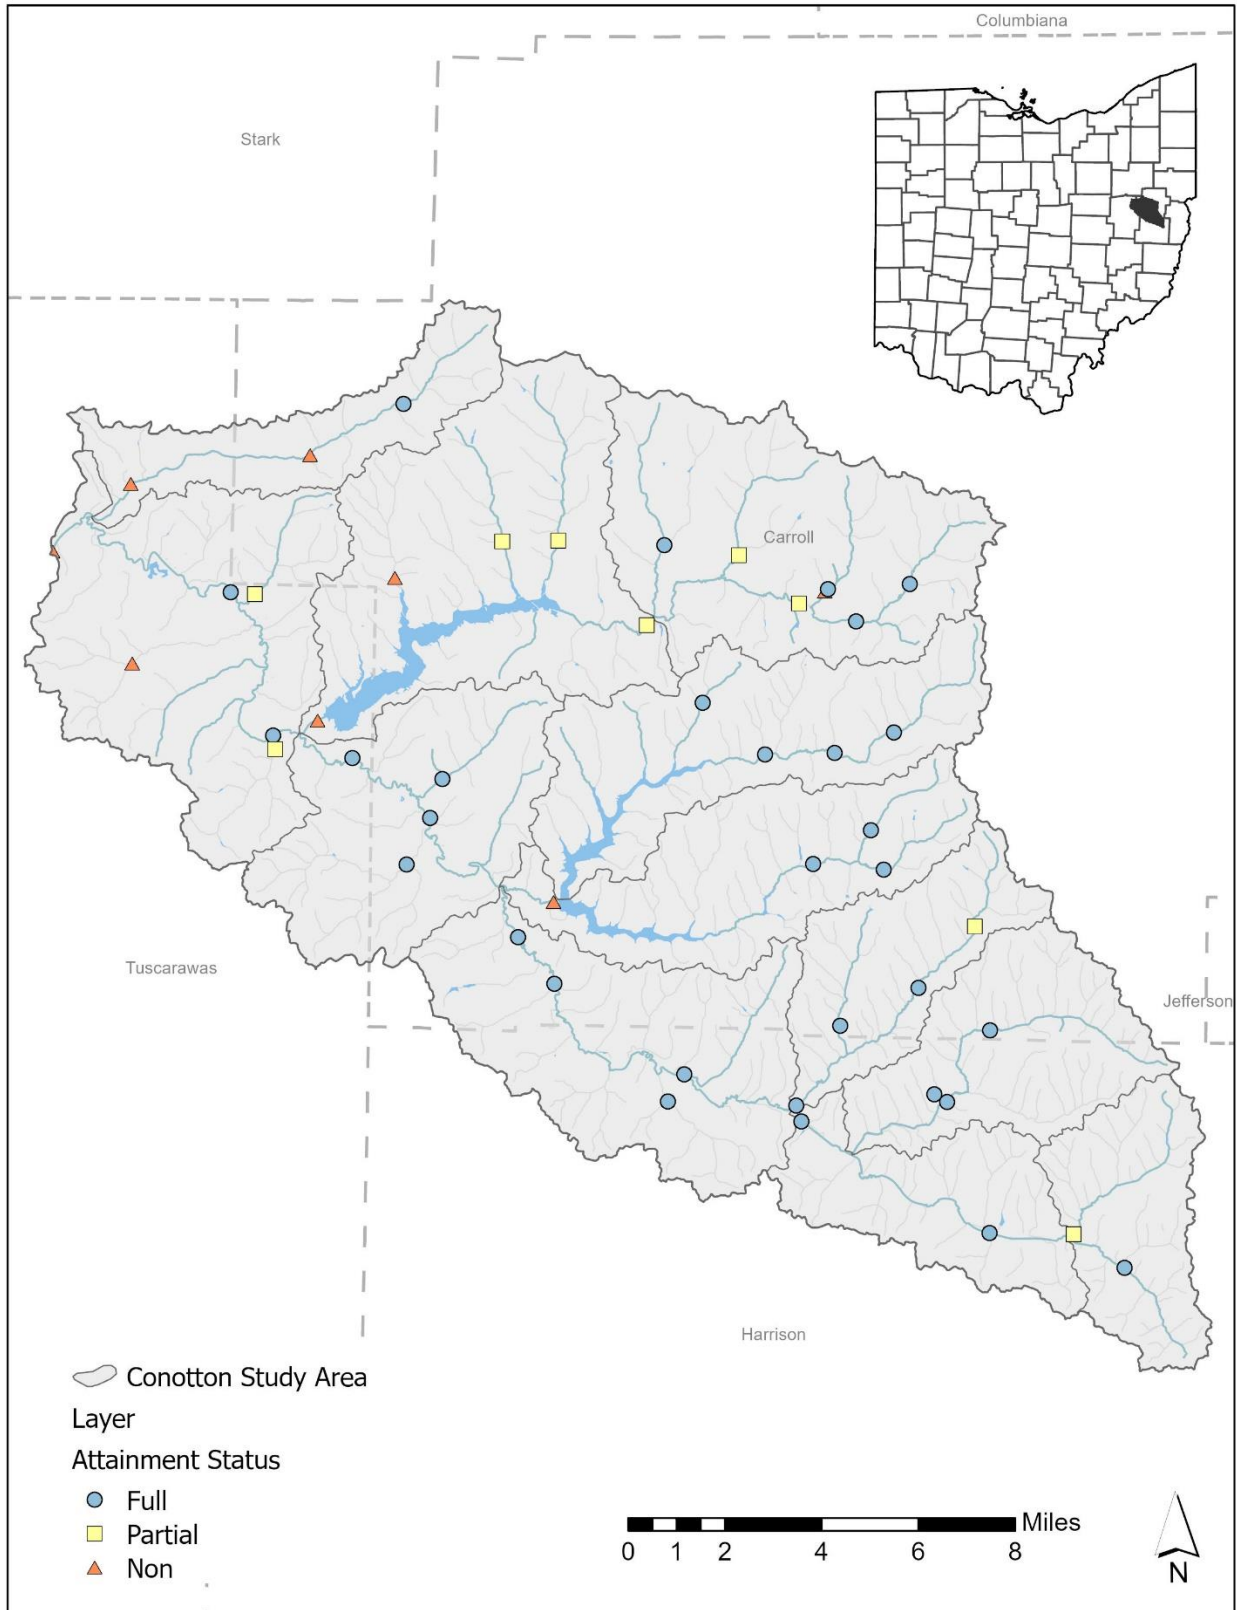 Columbiana
Stark
Carroll
Tuscarawas
Jefferson
Harrison
Conotton Study Area
Layer
Attainment Status
Full
Partial
Non
Miles
0 1 2 4 6 8
N